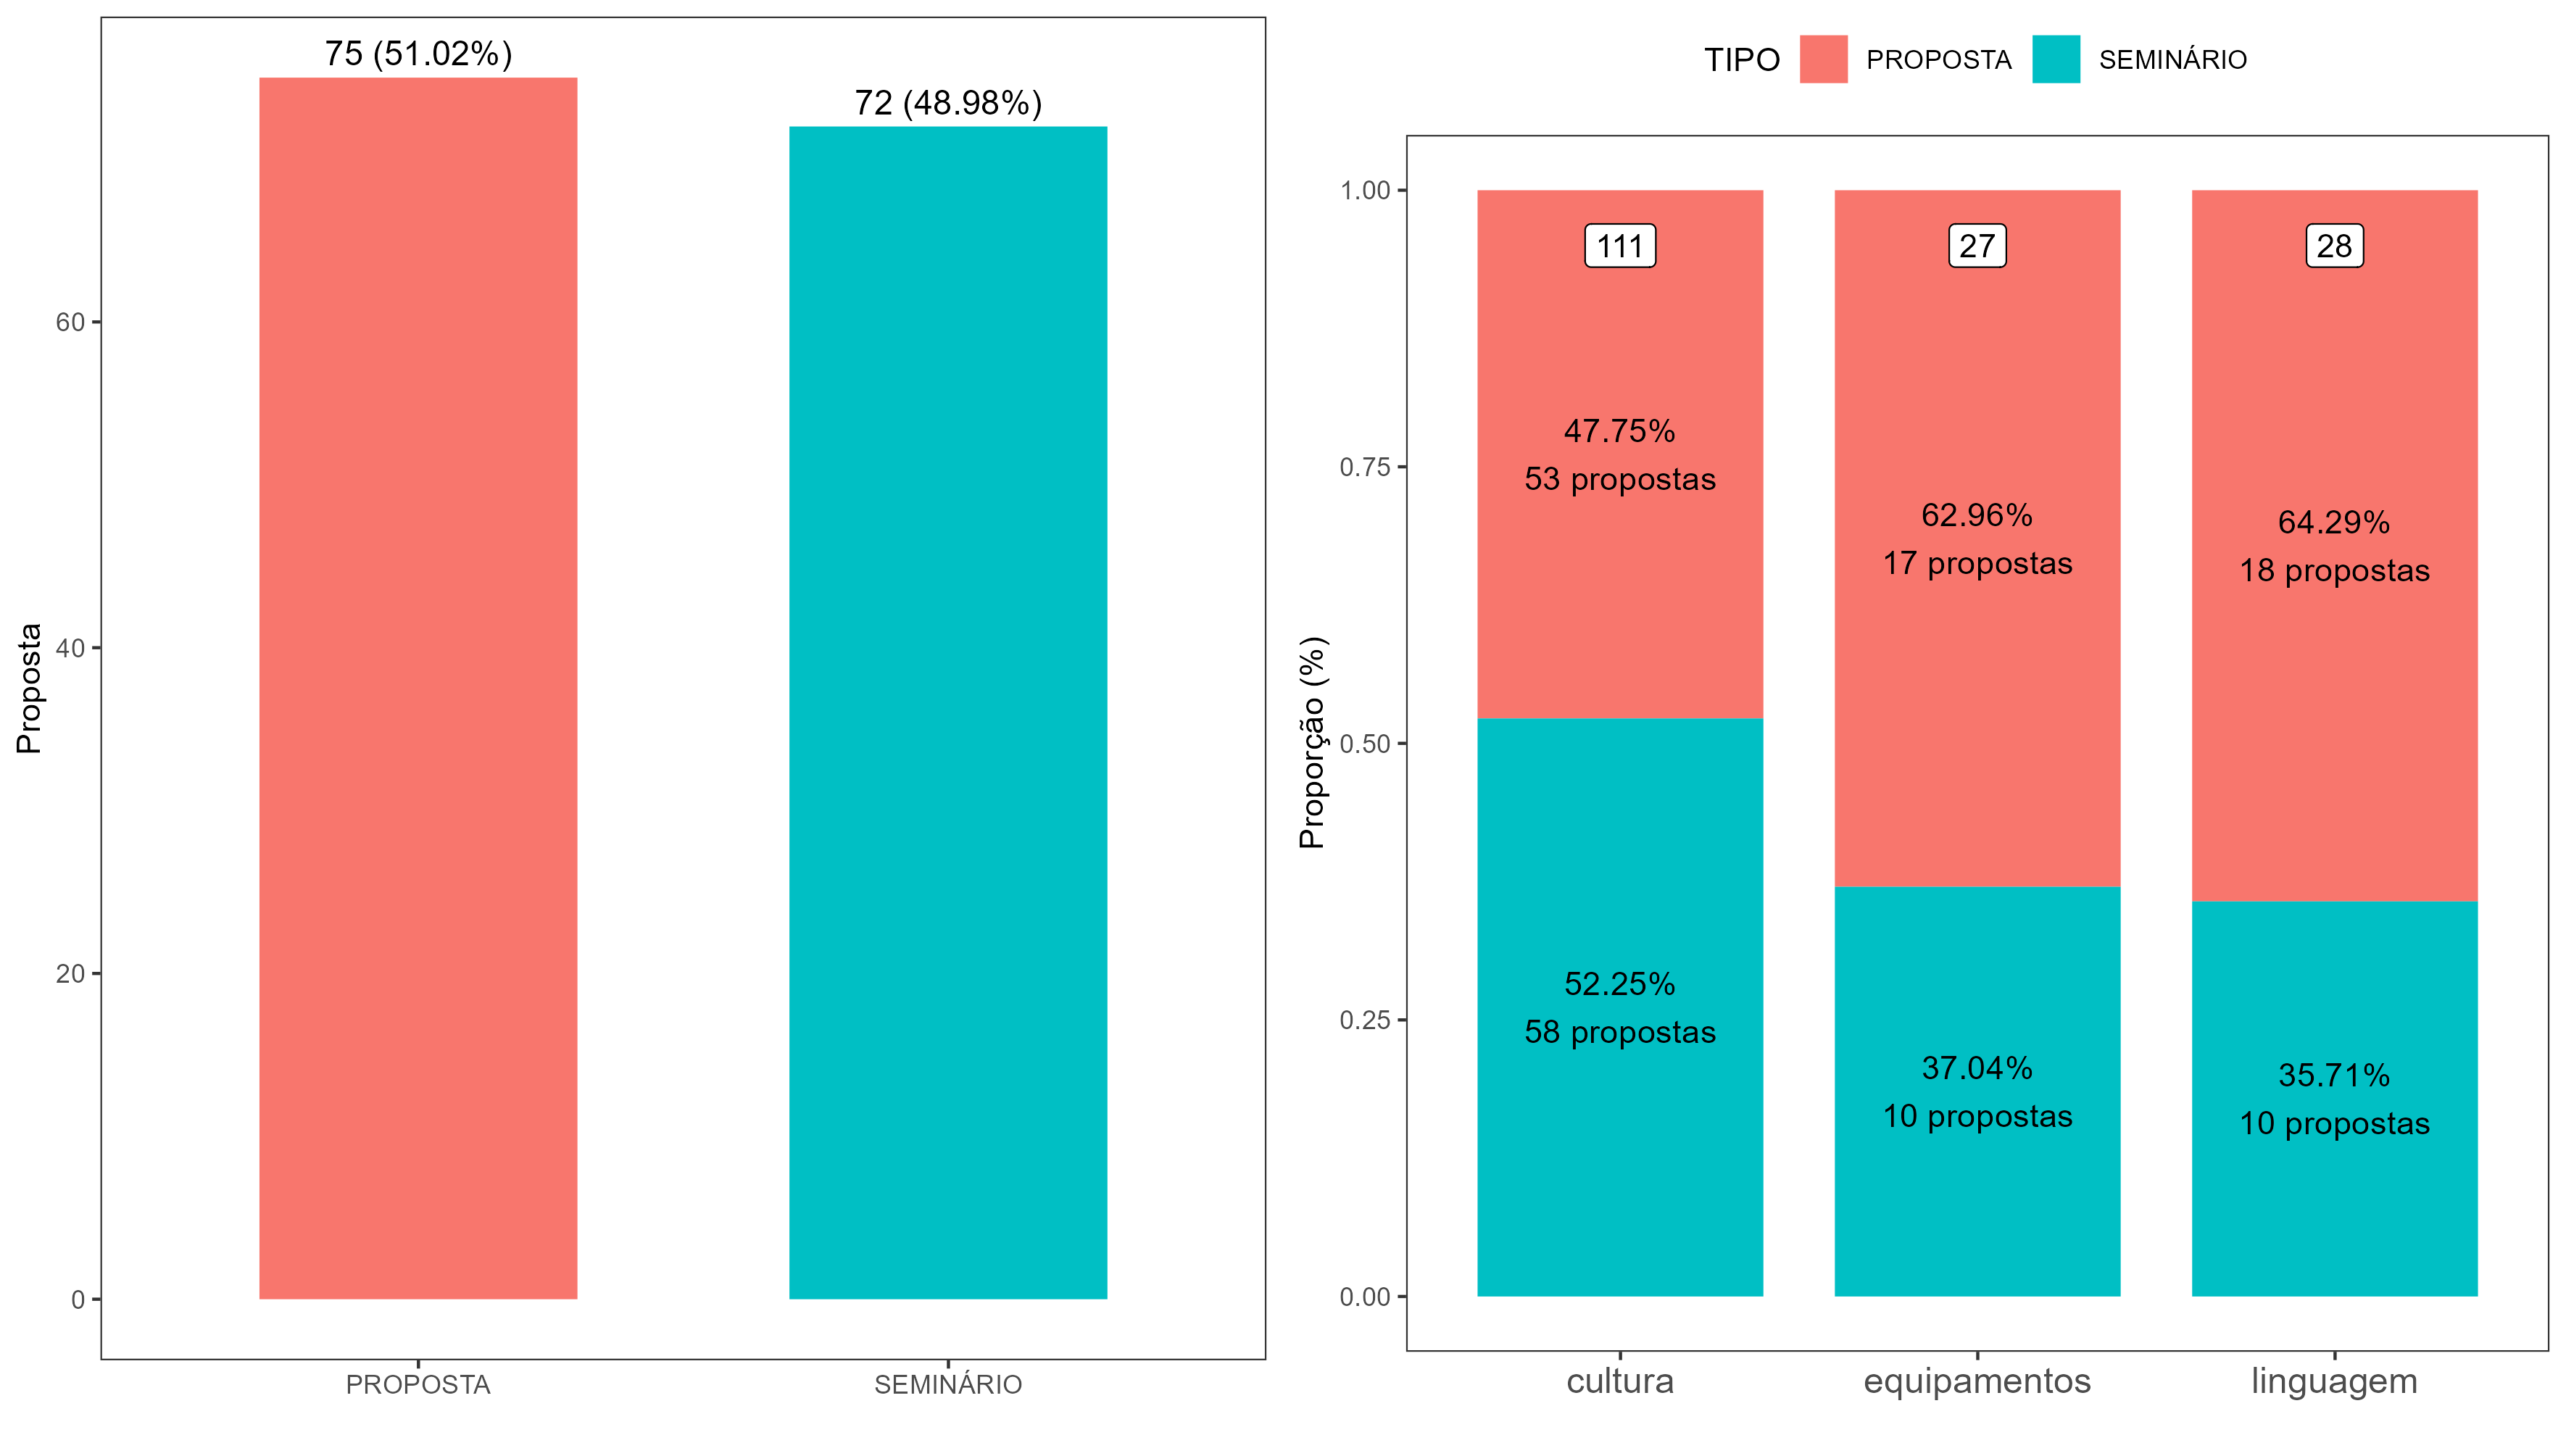 75 (51.02%)
72 (48.98%)
Proposta
60
40
20
0
PROPOSTA
SEMINÁRIO
TIPO PROPOSTA SEMINÁRIO
Proporção (%)
1.00
0.75
0.50
0.25
0.00
111
27
28
47.75%
53 propostas
62.96%
17 propostas
64.29%
18 propostas
52.25%
58 propostas
37.04%
10 propostas
35.71%
10 propostas
cultura
equipamentos
linguagem